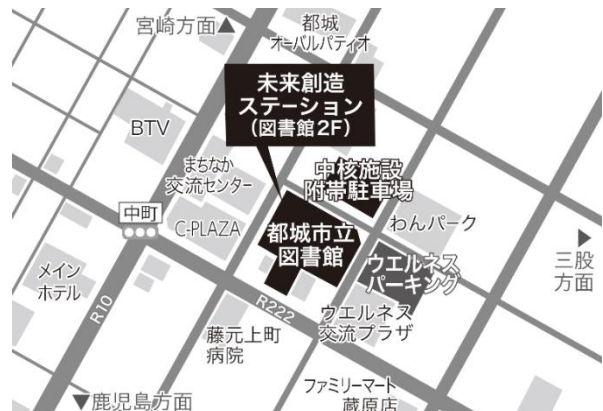 宮崎方面▲
都城
オーバルパティオ
未来創造
ステーション
(図書館2F)
BTV
まちなか
交流センター
中核施設
附帯駐車場
中町
C-PLAZA
都城市立
図書館
わんパーク
▶
三股
方面
ウエルネス
パーキング
メイン
ホテル
R10
R222
藤元上町
病院
ウエルネス
交流プラザ
▼鹿児島方面
ファミリーマート
蔵原店